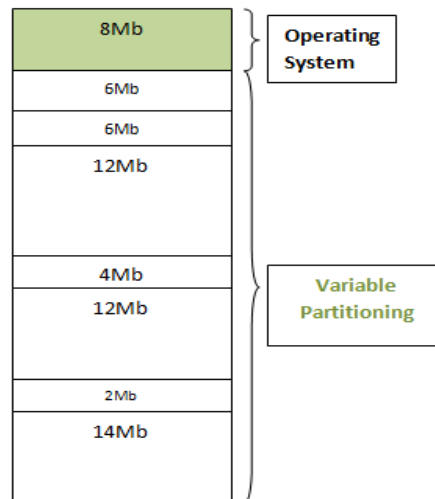 8Mb
Operating
System
6Mb
6Mb
12Mb
4Mb
Variable
Partitioning
12Mb
2Mb
14Mb